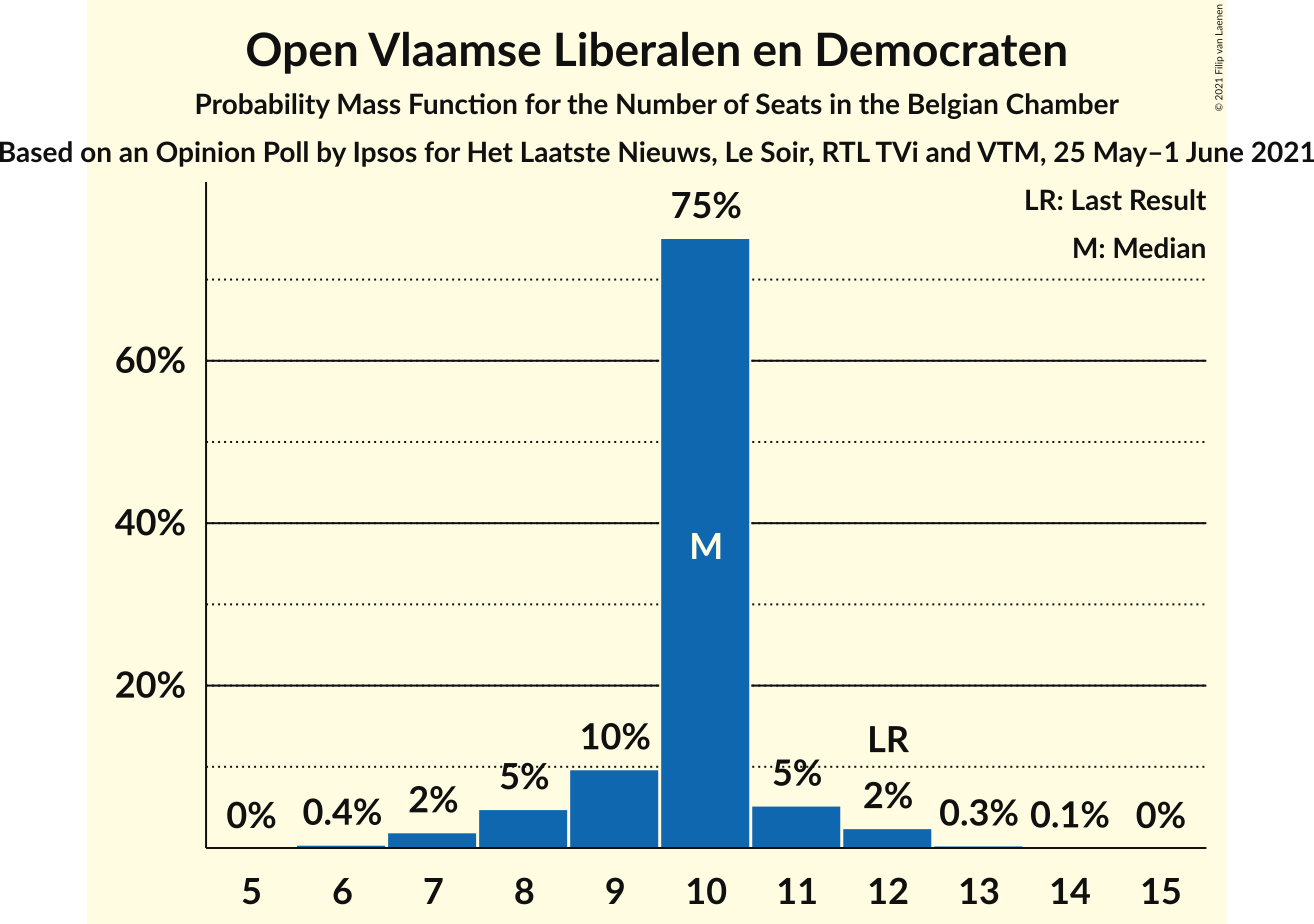 Open Vlaamse Liberalen en Democraten
Probability Mass Function for the Number of Seats in the Belgian Chamber
Based on an Opinion Poll by Ipsos for Het Laatste Nieuws, Le Soir, RTL TVi and VTM, 25 May–1 June 2021
© 2021 Filip van Laenen
LR: Last Result
M: Median
75%
60%
40%
M
20%
10%
LR
5%
5%
2%
2%
0%
0.4%
0.3%
0.1%
0%
5 6 7 8 9 10 11 12 13 14 15